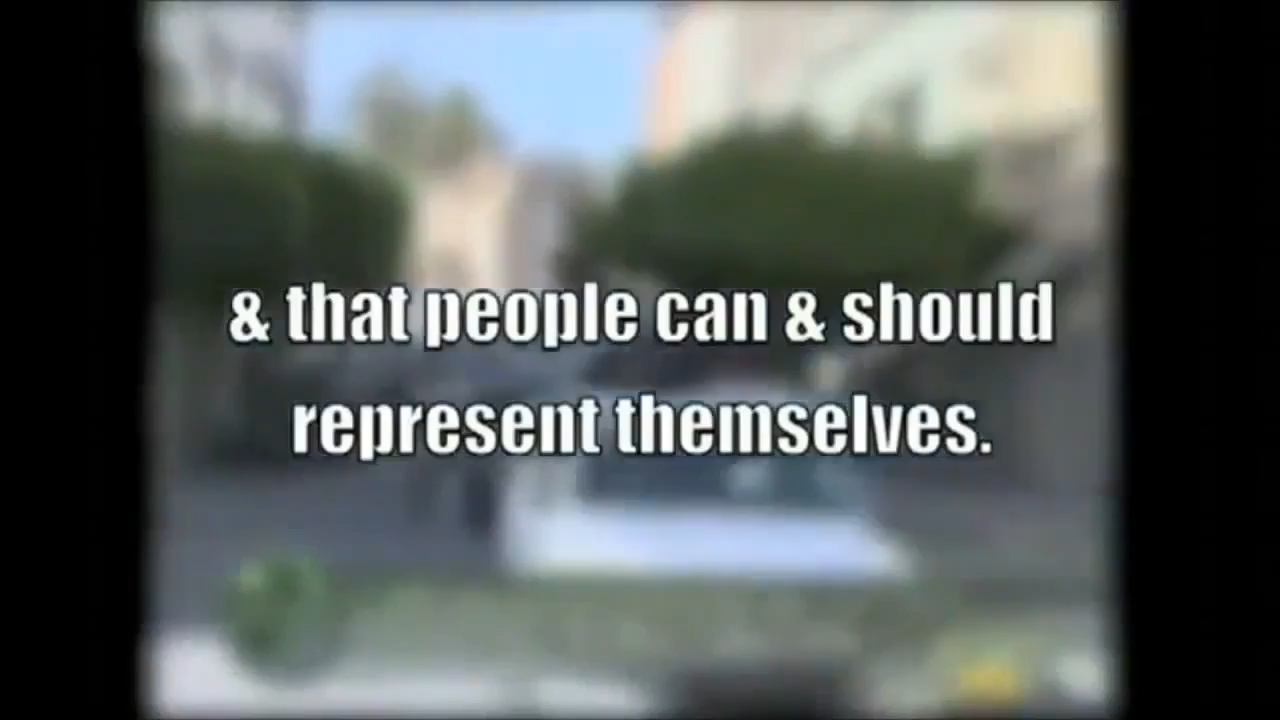 & that people can & should
represent themselves.